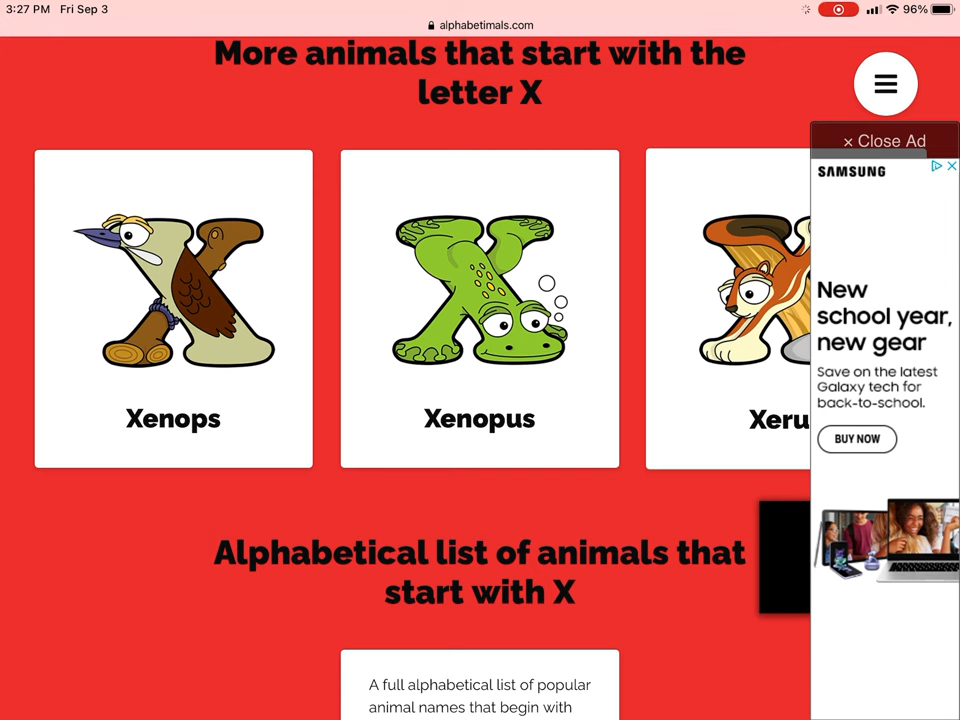 3:27 PM Fri Sep 3
96%
alphabetimals.com
More animals that start with the
letter X
× Close Ad
SAMSUNG
New
school year,
new gear
Save on the latest
Galaxy tech for
back-to-school.
BUY NOW
Xenops
Xenopus
Xeru
Alphabetical list of animals that
start with X
A full alphabetical list of popular
animal names that begin with